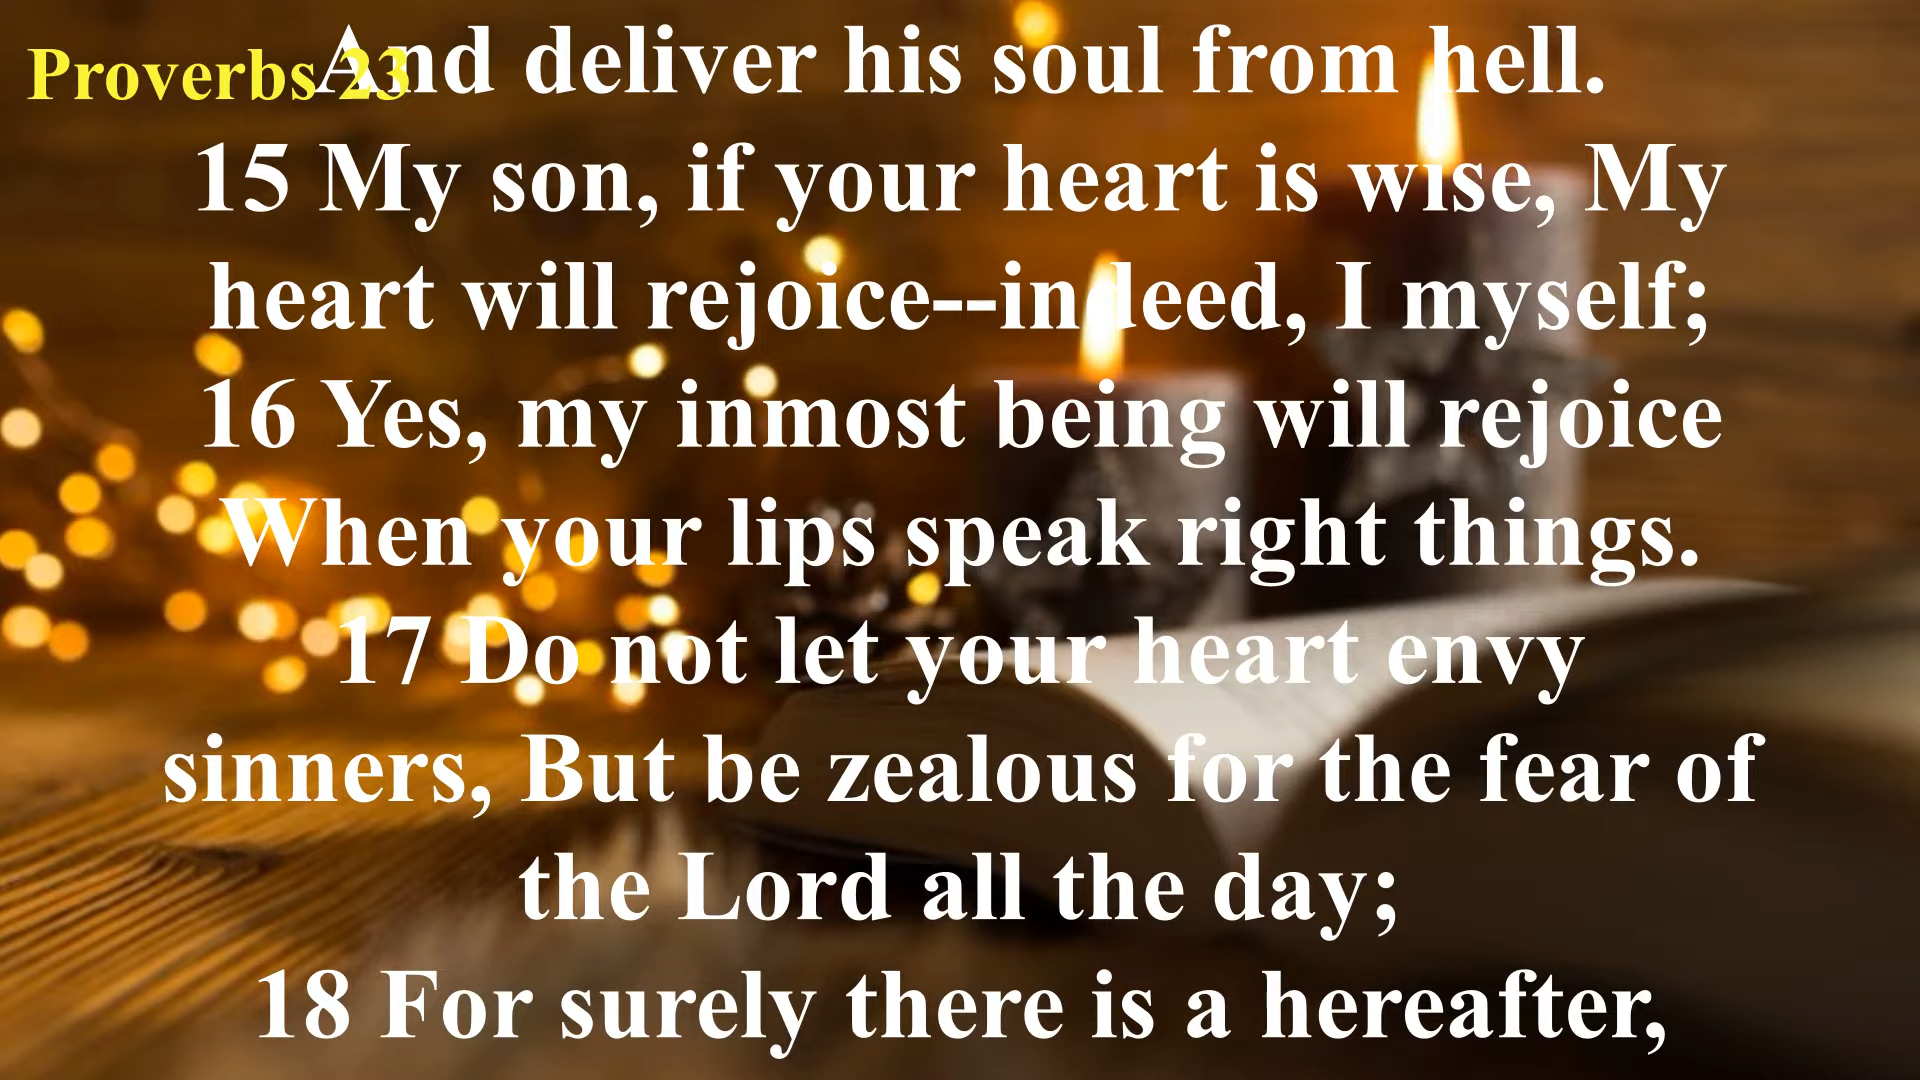 Proverbs 23
And deliver his soul from hell.
15 My son, if your heart is wise, My
heart will rejoice--indeed, I myself;
16 Yes, my inmost being will rejoice
When your lips speak right things.
17 Do not let your heart envy
sinners, But be zealous for the fear of
the Lord all the day;
18 For surely there is a hereafter,